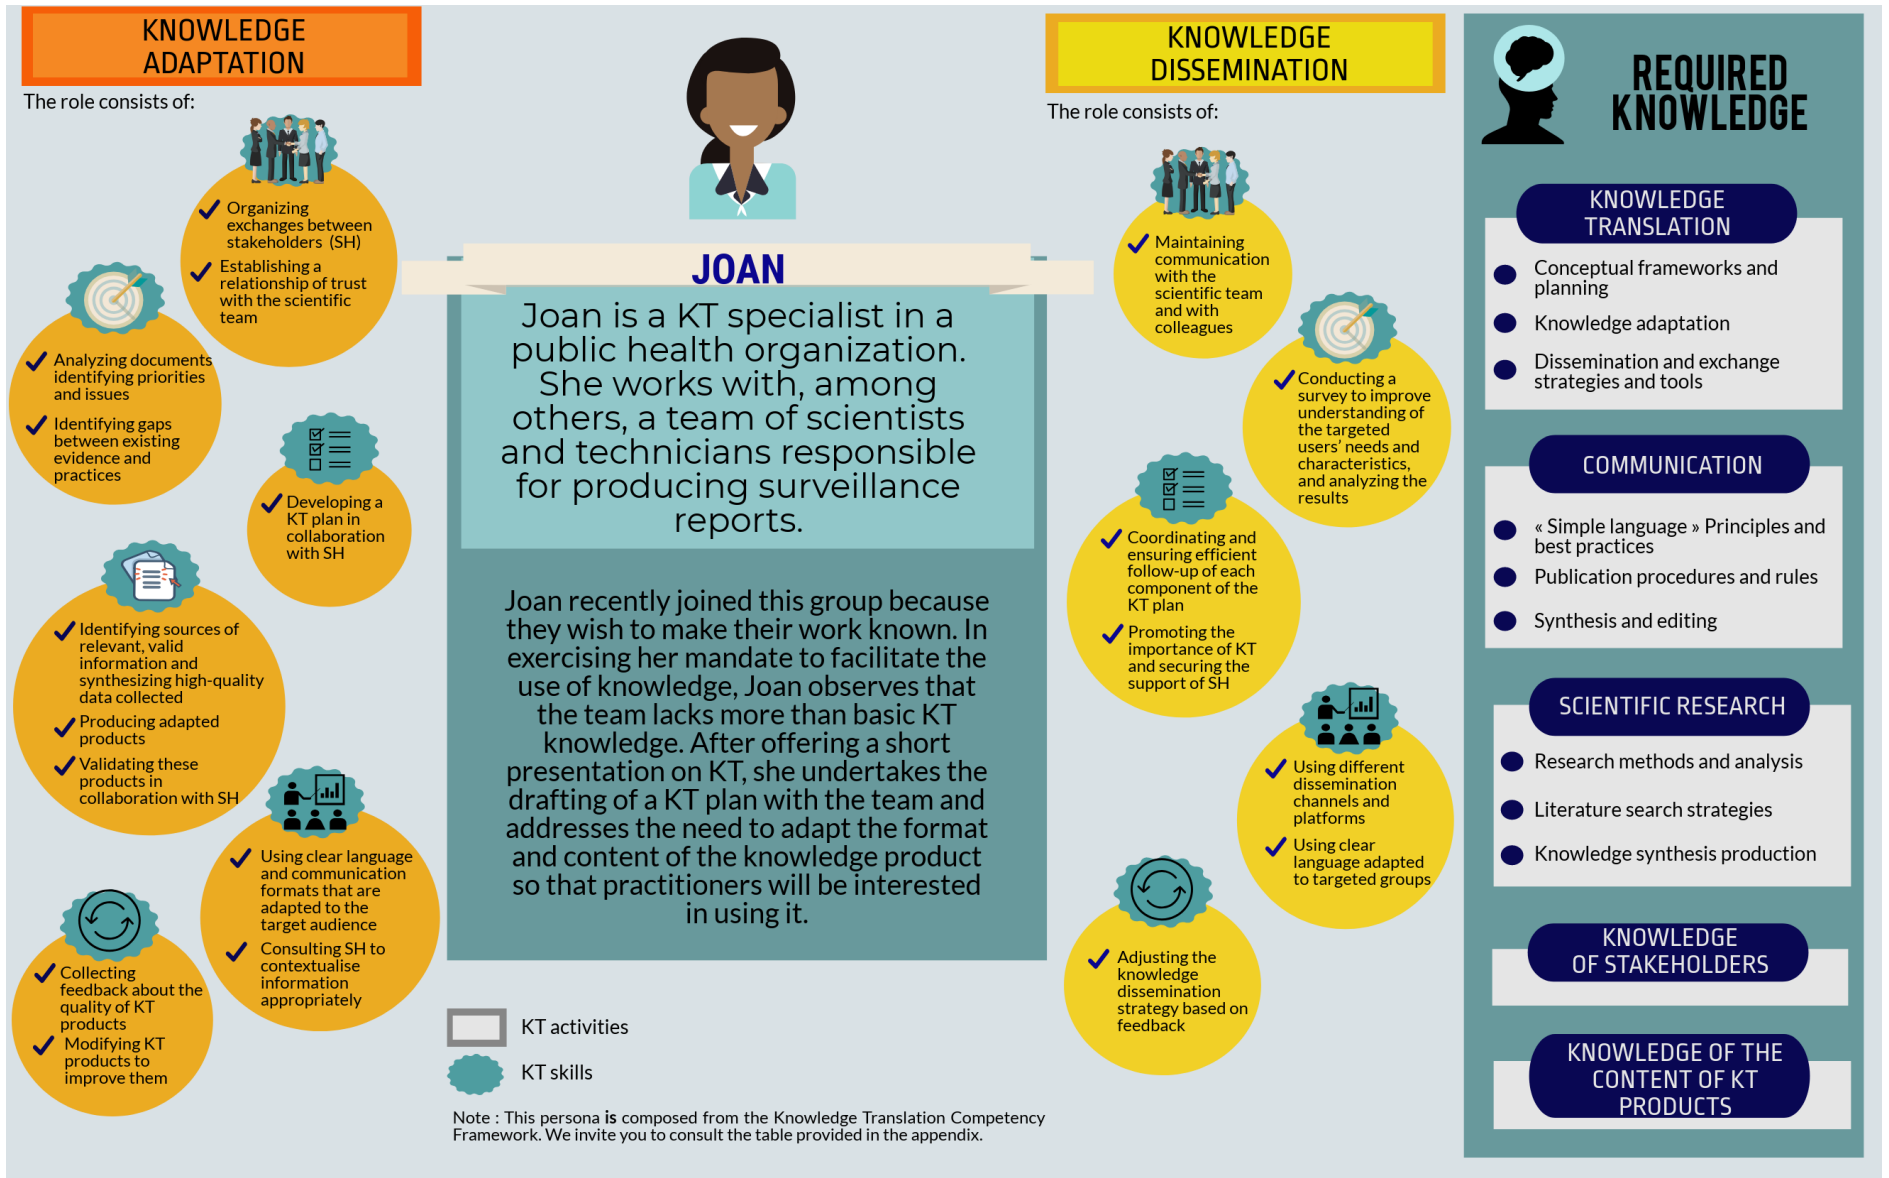 KNOWLEDGE
ADAPTATION
The role consists of:
Organizing
exchanges between
stakeholders (SH)
Establishing a
relationship of trust
with the scientific
team
Analyzing documents
identifying priorities
and issues
Identifying gaps
between existing
evidence and
practices
Developing a
KT plan in
collaboration
with SH
Identifying sources of
relevant, valid
information and
synthesizing high-quality
data collected
Producing adapted
products
Validating these
products in
collaboration with SH
Using clear language
and communication
formats that are
adapted to the
target audience
Consulting SH to
contextualise
information
appropriately
Collecting
feedback about the
quality of KT
products
Modifying KT
products to
improve them
JOAN
Joan is a KT specialist in a
public health organization.
She works with, among
others, a team of scientists
and technicians responsible
for producing surveillance
reports.
Joan recently joined this group because
they wish to make their work known. In
exercising her mandate to facilitate the
use of knowledge, Joan observes that
the team lacks more than basic KT
knowledge. After offering a short
presentation on KT, she undertakes the
drafting of a KT plan with the team and
addresses the need to adapt the format
and content of the knowledge product
so that practitioners will be interested
in using it.
KT activities
KT skills
Note : This persona is composed from the Knowledge Translation Competency
Framework. We invite you to consult the table provided in the appendix.
KNOWLEDGE
DISSEMINATION
The role consists of:
Maintaining
communication
with the
scientific team
and with
colleagues
Conducting a
survey to improve
understanding of
the targeted
users' needs and
characteristics,
and analyzing the
results
Coordinating and
ensuring efficient
follow-up of each
component of the
KT plan
Promoting the
importance of KT
and securing the
support of SH
Using different
dissemination
channels and
platforms
Using clear
language adapted
to targeted groups
Adjusting the
knowledge
dissemination
strategy based on
feedback
REQUIRED
KNOWLEDGE
KNOWLEDGE
TRANSLATION
Conceptual frameworks and
planning
Knowledge adaptation
Dissemination and exchange
strategies and tools
COMMUNICATION
« Simple language » Principles and
best practices
Publication procedures and rules
Synthesis and editing
SCIENTIFIC RESEARCH
Research methods and analysis
Literature search strategies
Knowledge synthesis production
KNOWLEDGE
OF STAKEHOLDERS
KNOWLEDGE OF THE
CONTENT OF KT
PRODUCTS